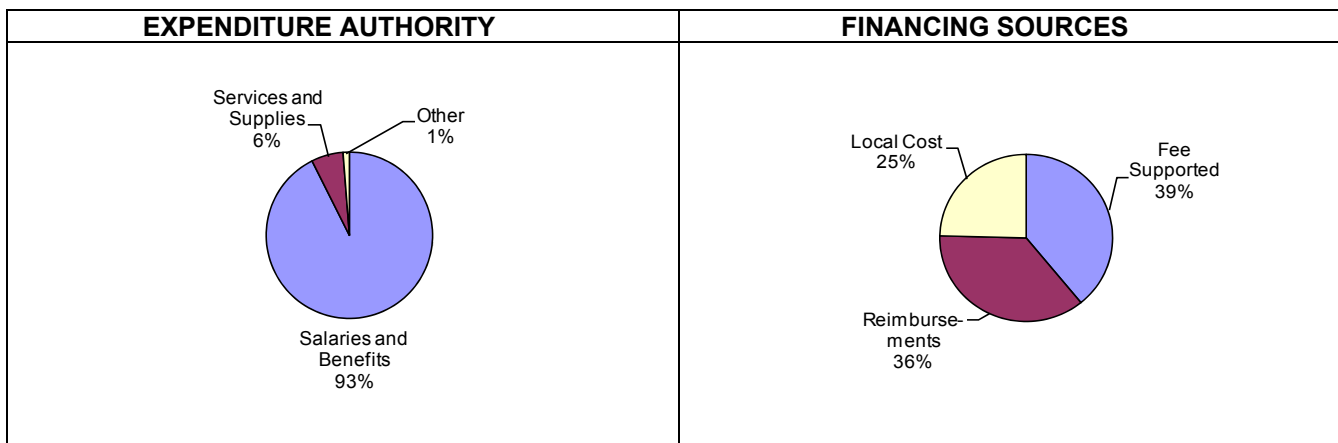 EXPENDITURE AUTHORITY
Services and
Supplies
6%
Other
1%
Salaries and
Benefits
93%
FINANCING SOURCES
Local Cost
25%
Fee
Supported
39%
Reimburse-
ments
36%